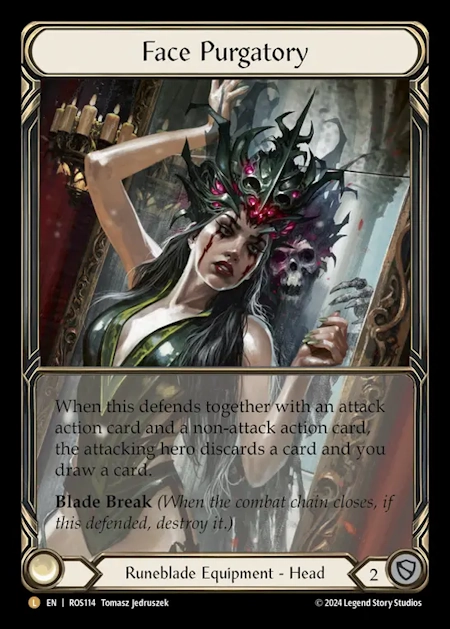 Face Purgatory
When this defends together with an attack
action card and a non-attack action card,
the attacking hero discards a card and you
draw a card.
Blade Break (When the combat chain closes, if
this defended, destroy it.)
Runeblade Equipment - Head
2
L EN | ROS114 Tomasz Jedruszek
© 2024 Legend Story Studios